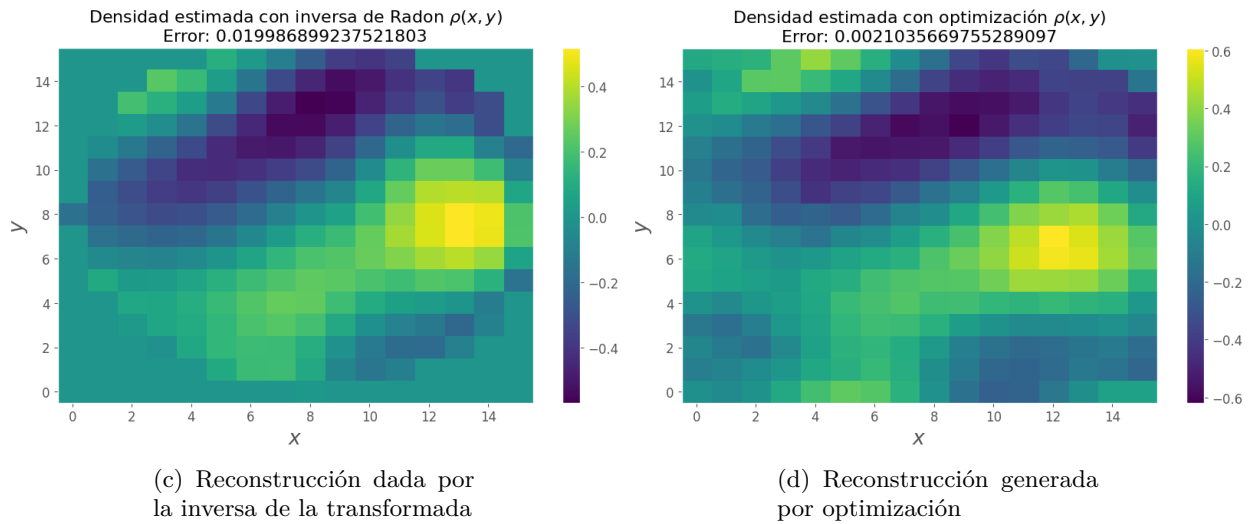 Densidad estimada con inversa de Radon ρ(x, y)
Error: 0.019986899237521803
14
12
10
8
6
4
2
0
y
0 2 4 6 8 10 12 14
x
0.4
0.2
0.0
−0.2
−0.4
(c) Reconstrucción dada por
la inversa de la transformada
Densidad estimada con optimización ρ(x, y)
Error: 0.0021035669755289097
14
12
10
8
6
4
2
0
y
0 2 4 6 8 10 12 14
x
0.6
0.4
0.2
0.0
−0.2
−0.4
−0.6
(d) Reconstrucción generada
por optimización